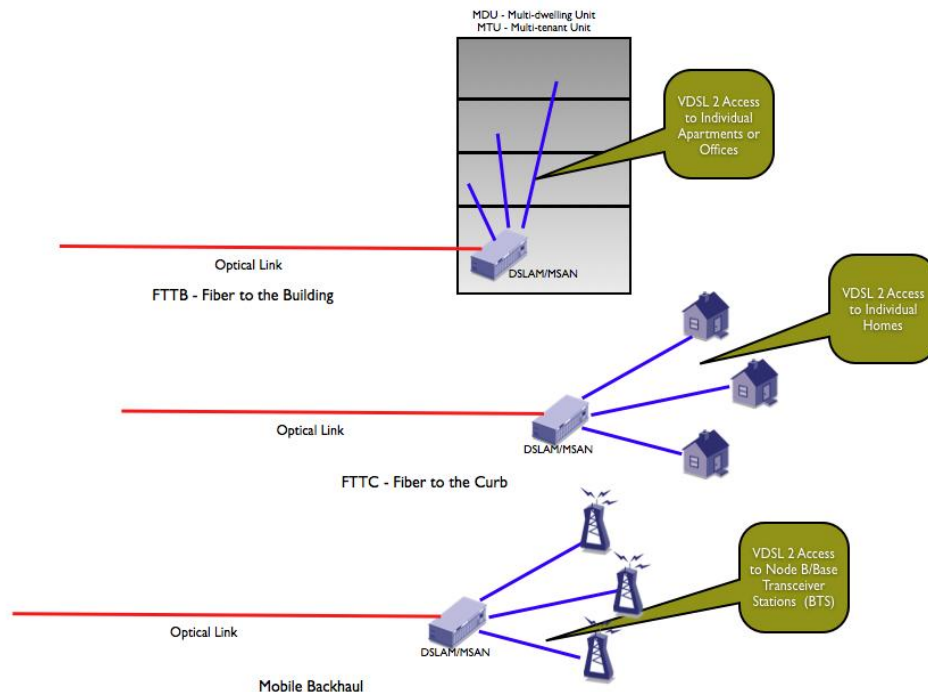 MDU - Multi-dwelling Unit
MTU - Multi-tenant Unit
VDSL 2 Access
to Individual
Apartments or
Offices
Optical Link
DSLAM/MSAN
FTTB - Fiber to the Building
VDSL 2 Access
to Individual
Homes
Optical Link
DSLAM/MSAN
FTTC - Fiber to the Curb
VDSL 2 Access
to Node B/Base
Transceiver
Stations (BTS)
Optical Link
DSLAM/MSAN
Mobile Backhaul